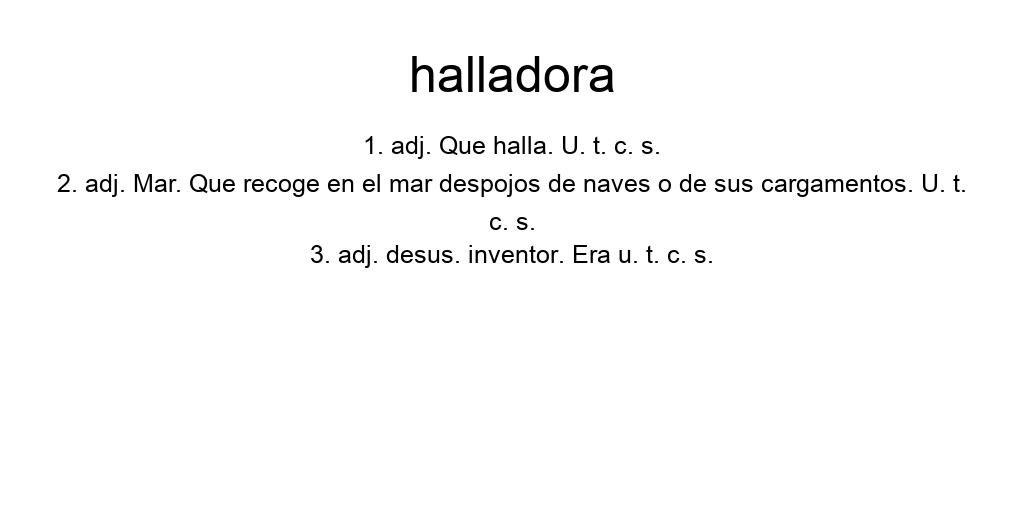 halladora
1. adj. Que halla. U. t. c. s.
2. adj. Mar. Que recoge en el mar despojos de naves o de sus cargamentos. U. t.
c. s.
3. adj. desus. inventor. Era u. t. c. s.